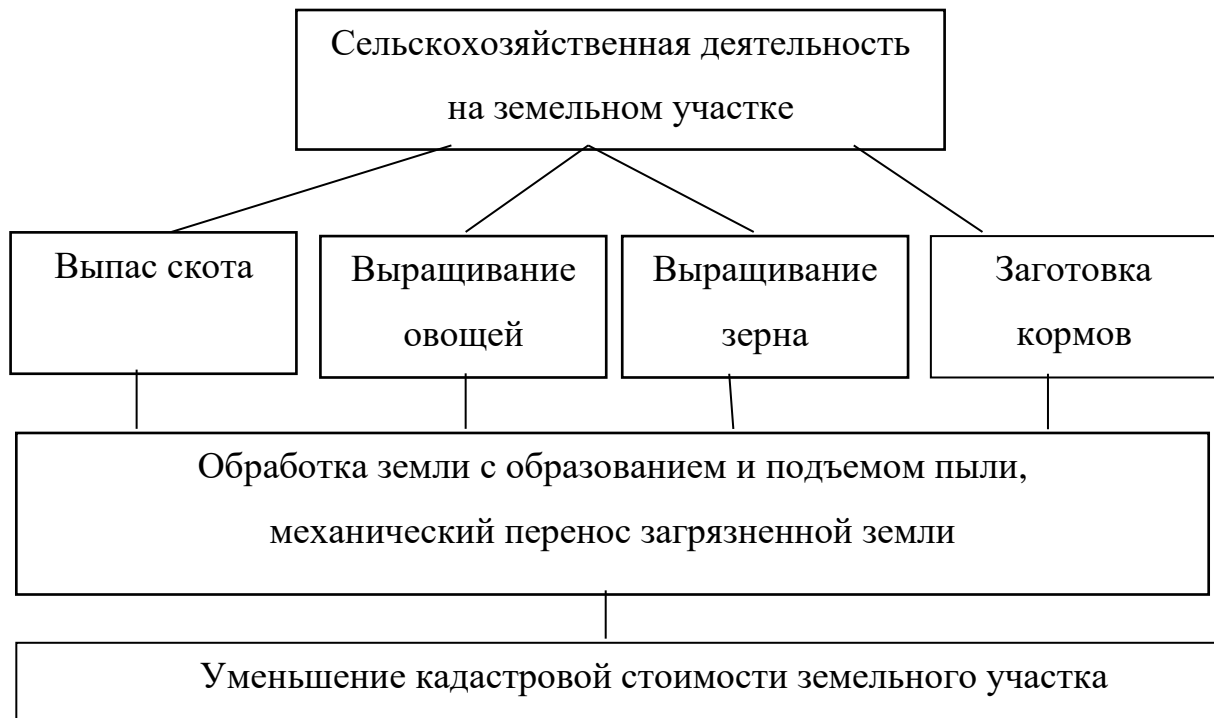 Сельскохозяйственная деятельность
на земельном участке
Выпас скота
Выращивание
овощей
Выращивание
зерна
Заготовка
кормов
Обработка земли с образованием и подъемом пыли,
механический перенос загрязненной земли
Уменьшение кадастровой стоимости земельного участка